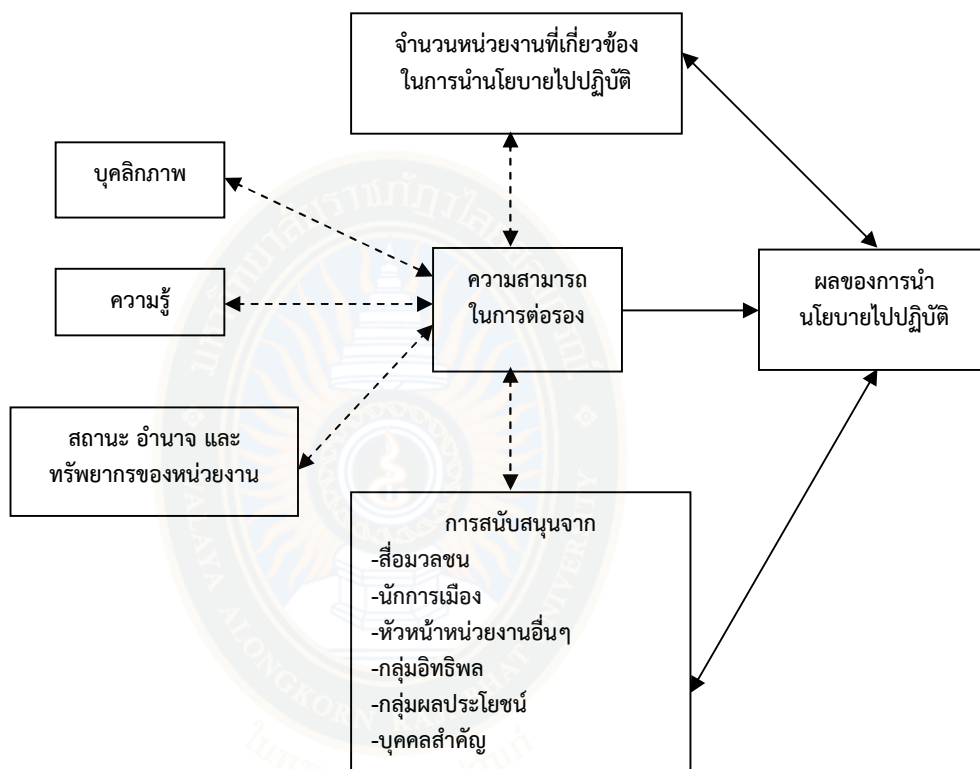 จำนวนหน่วยงานที่เกี่ยวข้อง
ในการนำนโยบายไปปฏิบัติ
บุคลิกภาพ
ความรู้
ความสามารถ
ในการต่อรอง
ผลของการนำ
นโยบายไปปฏิบัติ
สถานะ อำนาจ และ
ทรัพยากรของหน่วยงาน
การสนับสนุนจาก
-สื่อมวลชน
-นักการเมือง
-หัวหน้าหน่วยงานอื่นๆ
-กลุ่มอิทธิพล
-กลุ่มผลประโยชน์
-บุคคลสำคัญ